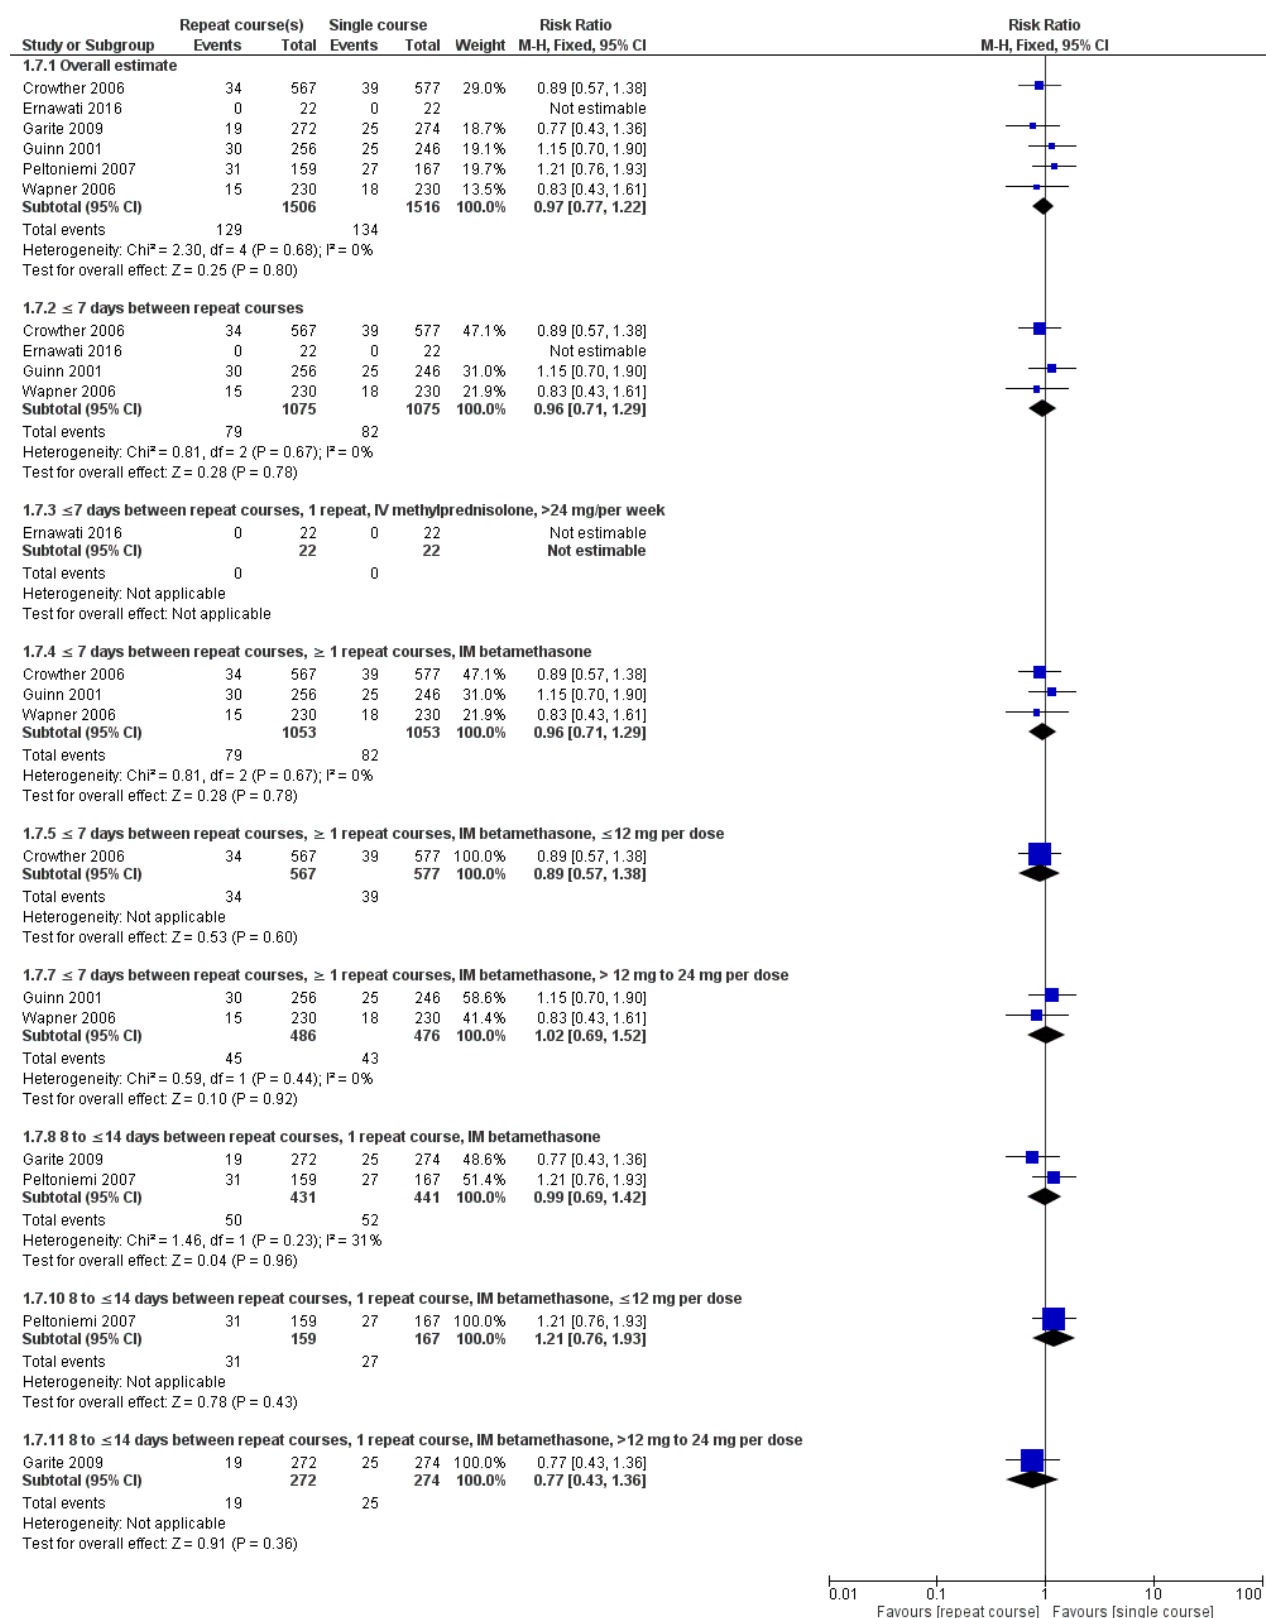 Repeat course(s) Single course Risk Ratio Risk Ratio
Study or Subgroup Events Total Events Total Weight M-H, Fixed, 95% CI M-H, Fixed, 95% CI
1.7.1 Overall estimate
Crowther 2006 34 567 39 577 29.0% 0.89 [0.57, 1.38]
Ernawati 2016 0 22 0 22 Not estimable
Garite 2009 19 272 25 274 18.7% 0.77 [0.43, 1.36]
Guinn 2001 30 256 25 246 19.1% 1.15 [0.70, 1.90]
Peltoniemi 2007 31 159 27 167 19.7% 1.21 [0.76, 1.93]
Wapner 2006 15 230 18 230 13.5% 0.83 [0.43, 1.61]
Subtotal (95% CI) 1506 1516 100.0% 0.97 [0.77, 1.22]
Total events 129 134
Heterogeneity: Chi² = 2.30, df = 4 (P = 0.68); I² = 0%
Test for overall effect: Z = 0.25 (P = 0.80)
1.7.2 ≤ 7 days between repeat courses
Crowther 2006 34 567 39 577 47.1% 0.89 [0.57, 1.38]
Ernawati 2016 0 22 0 22 Not estimable
Guinn 2001 30 256 25 246 31.0% 1.15 [0.70, 1.90]
Wapner 2006 15 230 18 230 21.9% 0.83 [0.43, 1.61]
Subtotal (95% CI) 1075 1075 100.0% 0.96 [0.71, 1.29]
Total events 79 82
Heterogeneity: Chi² = 0.81, df = 2 (P = 0.67); I² = 0%
Test for overall effect: Z = 0.28 (P = 0.78)
1.7.3 ≤7 days between repeat courses, 1 repeat, IV methylprednisolone, >24 mg/per week
Ernawati 2016 0 22 0 22 Not estimable
Subtotal (95% CI) 22 22 Not estimable
Total events 0 0
Heterogeneity: Not applicable
Test for overall effect: Not applicable
1.7.4 ≤ 7 days between repeat courses, ≥ 1 repeat courses, IM betamethasone
Crowther 2006 34 567 39 577 47.1% 0.89 [0.57, 1.38]
Guinn 2001 30 256 25 246 31.0% 1.15 [0.70, 1.90]
Wapner 2006 15 230 18 230 21.9% 0.83 [0.43, 1.61]
Subtotal (95% CI) 1053 1053 100.0% 0.96 [0.71, 1.29]
Total events 79 82
Heterogeneity: Chi² = 0.81, df = 2 (P = 0.67); I² = 0%
Test for overall effect: Z = 0.28 (P = 0.78)
1.7.5 ≤ 7 days between repeat courses, ≥ 1 repeat courses, IM betamethasone, ≤12 mg per dose
Crowther 2006 34 567 39 577 100.0% 0.89 [0.57, 1.38]
Subtotal (95% CI) 567 577 100.0% 0.89 [0.57, 1.38]
Total events 34 39
Heterogeneity: Not applicable
Test for overall effect: Z = 0.53 (P = 0.60)
1.7.7 ≤ 7 days between repeat courses, ≥ 1 repeat courses, IM betamethasone, > 12 mg to 24 mg per dose
Guinn 2001 30 256 25 246 58.6% 1.15 [0.70, 1.90]
Wapner 2006 15 230 18 230 41.4% 0.83 [0.43, 1.61]
Subtotal (95% CI) 486 476 100.0% 1.02 [0.69, 1.52]
Total events 45 43
Heterogeneity: Chi² = 0.59, df = 1 (P = 0.44); I² = 0%
Test for overall effect: Z = 0.10 (P = 0.92)
1.7.8 8 to ≤14 days between repeat courses, 1 repeat course, IM betamethasone
Garite 2009 19 272 25 274 48.6% 0.77 [0.43, 1.36]
Peltoniemi 2007 31 159 27 167 51.4% 1.21 [0.76, 1.93]
Subtotal (95% CI) 431 441 100.0% 0.99 [0.69, 1.42]
Total events 50 52
Heterogeneity: Chi² = 1.46, df = 1 (P = 0.23); I² = 31%
Test for overall effect: Z = 0.04 (P = 0.96)
1.7.10 8 to ≤14 days between repeat courses, 1 repeat course, IM betamethasone, ≤12 mg per dose
Peltoniemi 2007 31 159 27 167 100.0% 1.21 [0.76, 1.93]
Subtotal (95% CI) 159 167 100.0% 1.21 [0.76, 1.93]
Total events 31 27
Heterogeneity: Not applicable
Test for overall effect: Z = 0.78 (P = 0.43)
1.7.11 8 to ≤14 days between repeat courses, 1 repeat course, IM betamethasone, >12 mg to 24 mg per dose
Garite 2009 19 272 25 274 100.0% 0.77 [0.43, 1.36]
Subtotal (95% CI) 272 274 100.0% 0.77 [0.43, 1.36]
Total events 19 25
Heterogeneity: Not applicable
Test for overall effect: Z = 0.91 (P = 0.36)
0.01 0.1 1 10 100
Favours [repeat course] Favours [single course]